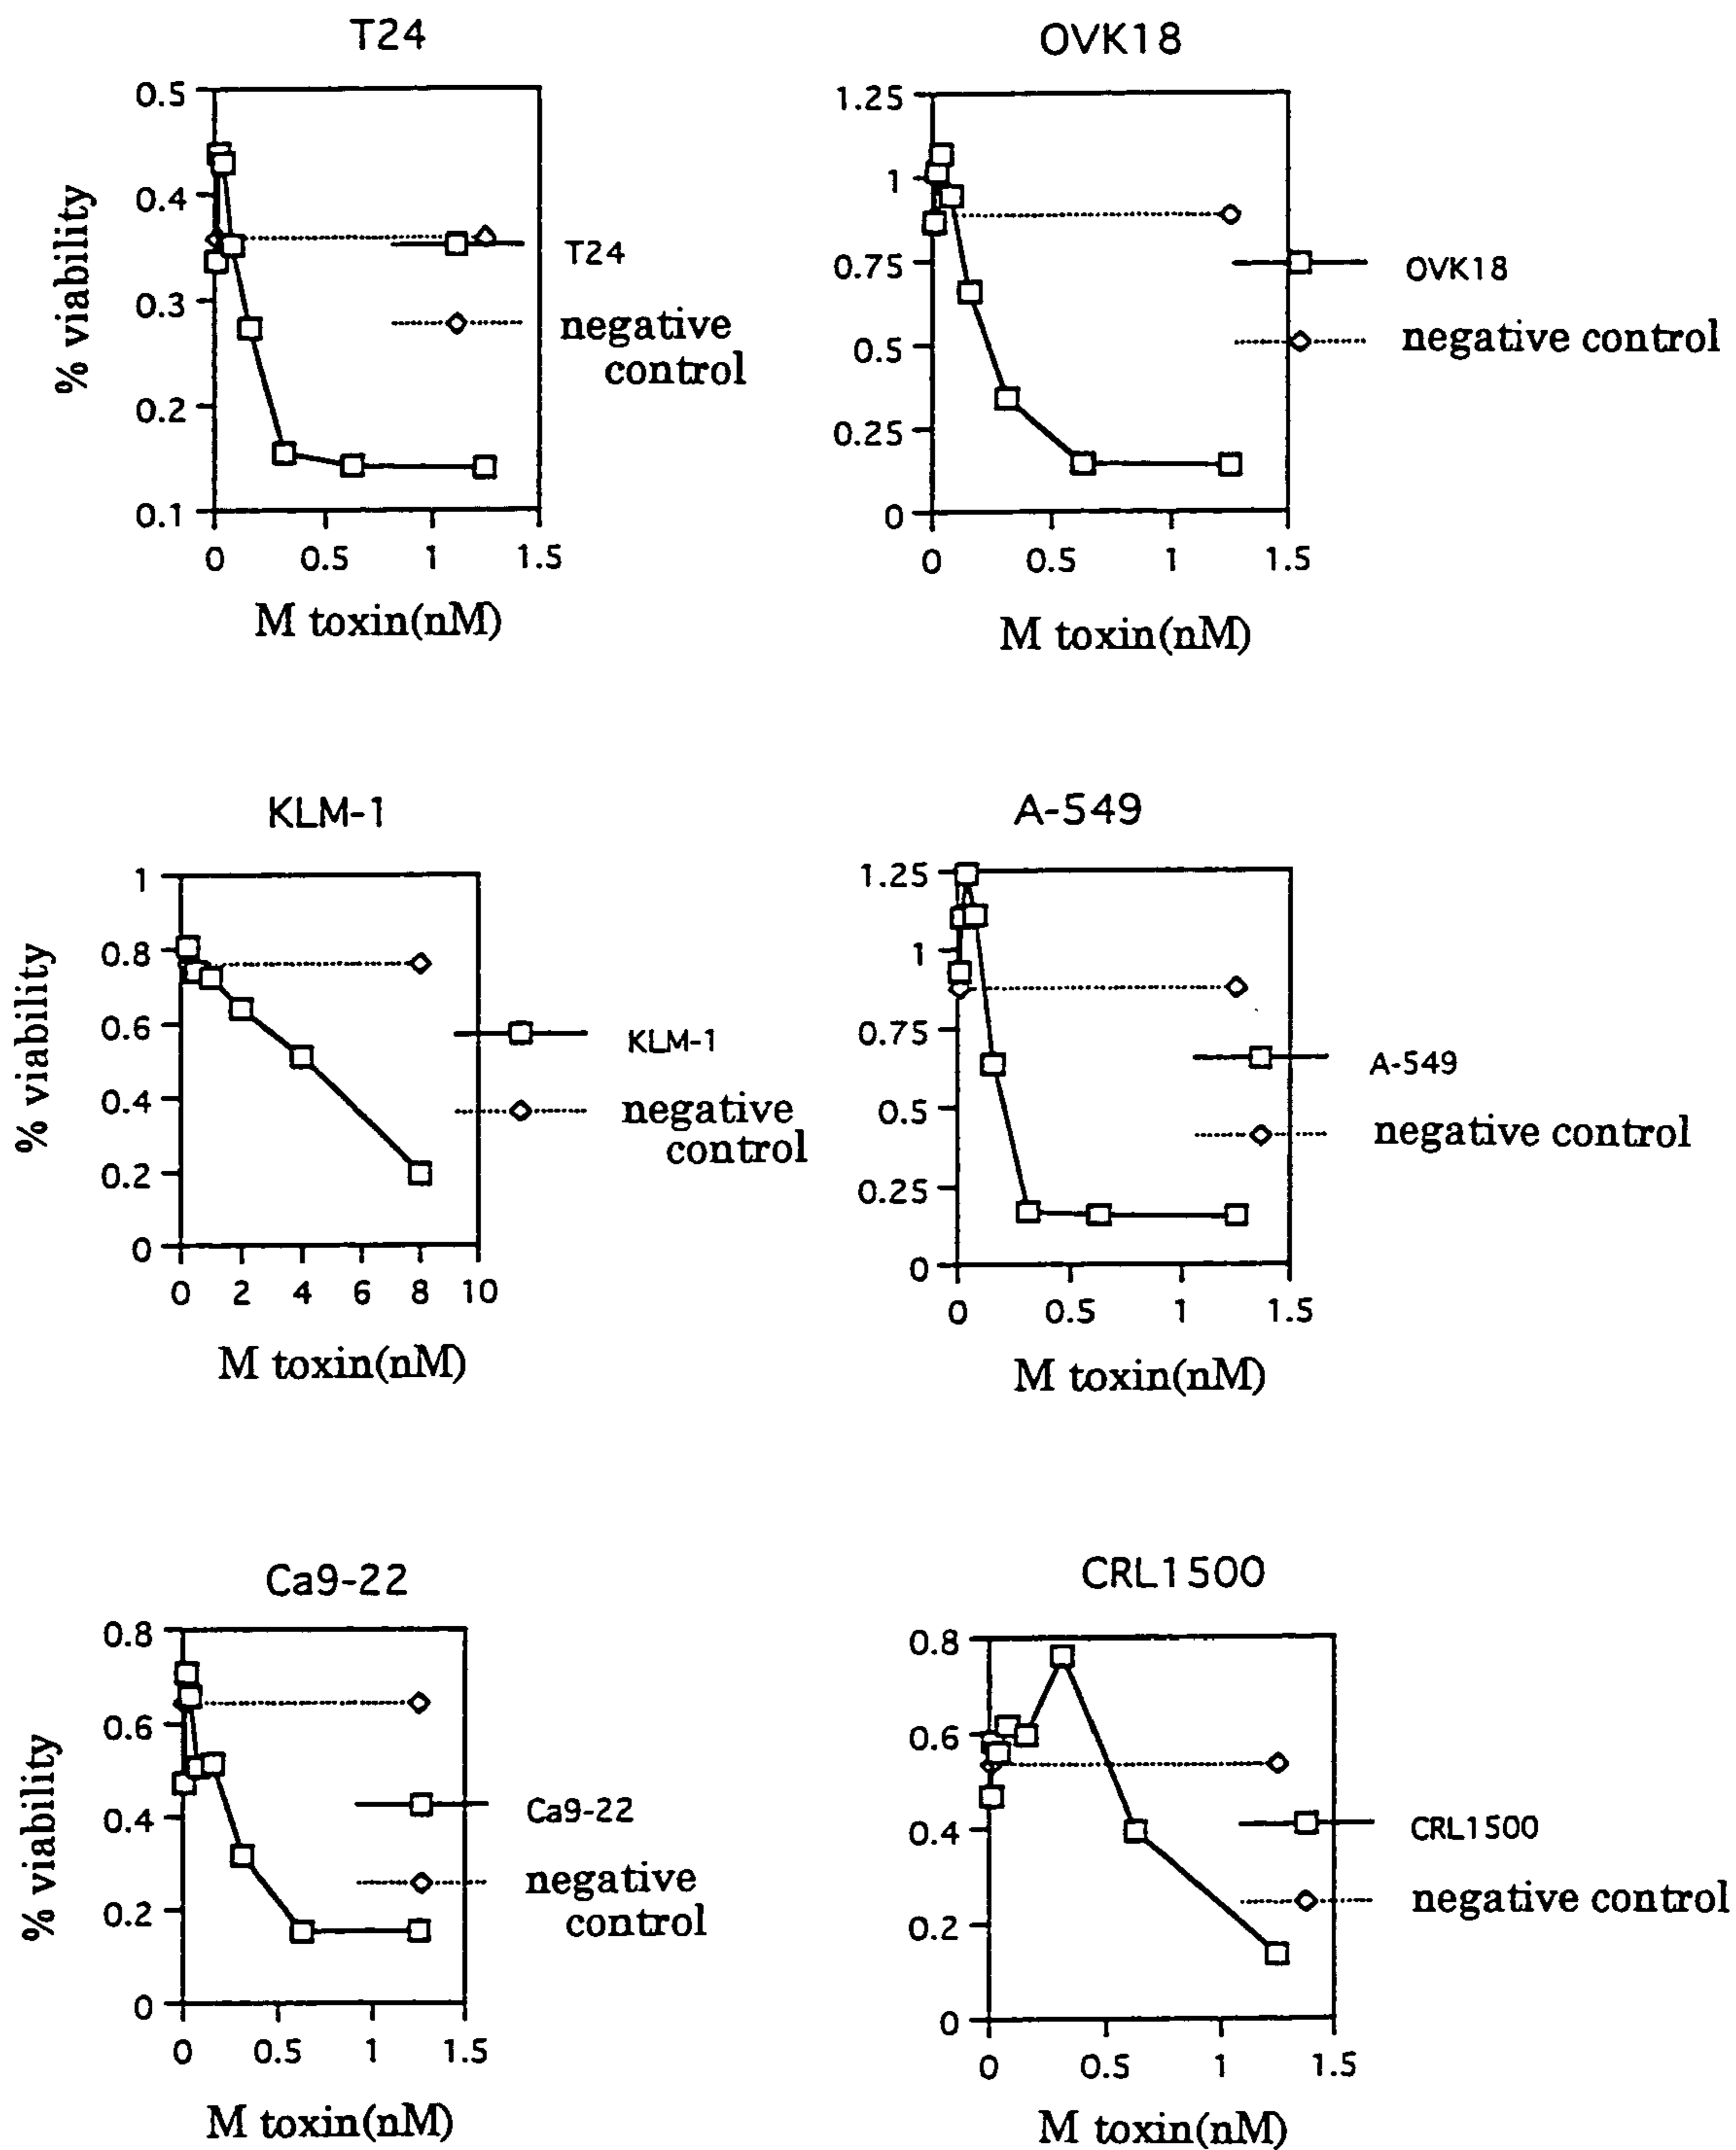 T24
OVK18
0.5
0.4
0.3
0.2
0.1
% viability
0 0.5 1 1.5
M toxin(nM)
T24
negative
control
1.25
1
0.75
0.5
0.25
0
0 0.5 1 1.5
M toxin(nM)
OVK18
negative control
KLM-1
A-549
1
0.8
0.6
0.4
0.2
0
% viability
0 2 4 6 8 10
M toxin(nM)
KLM-1
negative
control
1.25
1
0.75
0.5
0.25
0
0 0.5 1 1.5
M toxin(nM)
A-549
negative control
Ca9-22
CRL1500
0.8
0.6
0.4
0.2
0
% viability
0 0.5 1 1.5
M toxin(nM)
Ca9-22
negative
control
0.8
0.6
0.4
0.2
0
0 0.5 1 1.5
M toxin(nM)
CRL1500
negative control